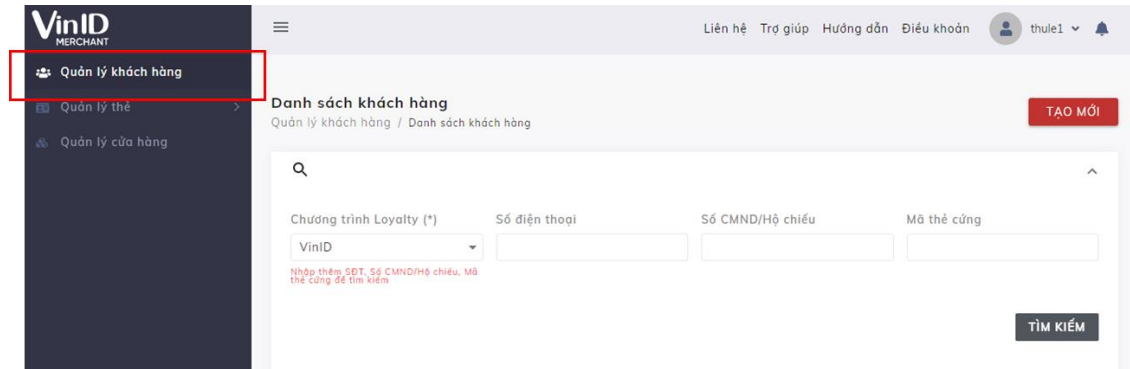 VinID
MERCHANT
Liên hệ Trợ giúp Hướng dẫn Điều khoản thule1
Quản lý khách hàng
Quản lý thẻ
Quản lý cửa hàng
Danh sách khách hàng
Quản lý khách hàng / Danh sách khách hàng
TẠO MỚI
Chương trình Loyalty (*) Số điện thoại Số CMND/Hộ chiếu Mã thẻ cứng
VinID
Nhập thêm SĐT, Số CMND/Hộ chiếu, Mã
thẻ cứng để tìm kiếm
TÌM KIẾM